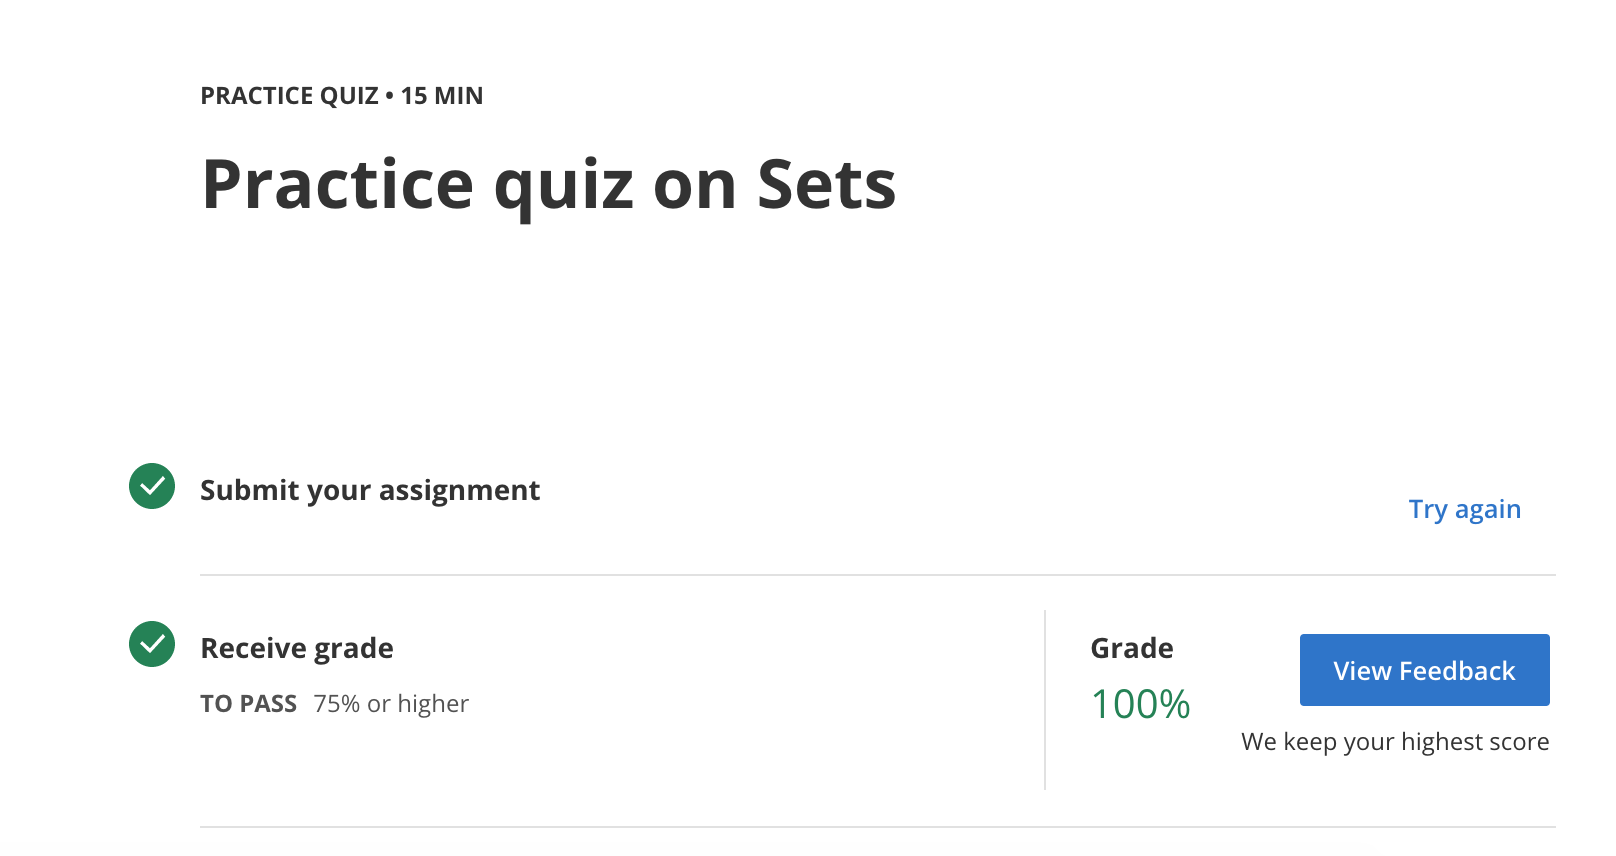 PRACTICE QUIZ • 15 MIN
Practice quiz on Sets
Submit your assignment
Try again
Receive grade
TO PASS 75% or higher
Grade
100%
View Feedback
We keep your highest score